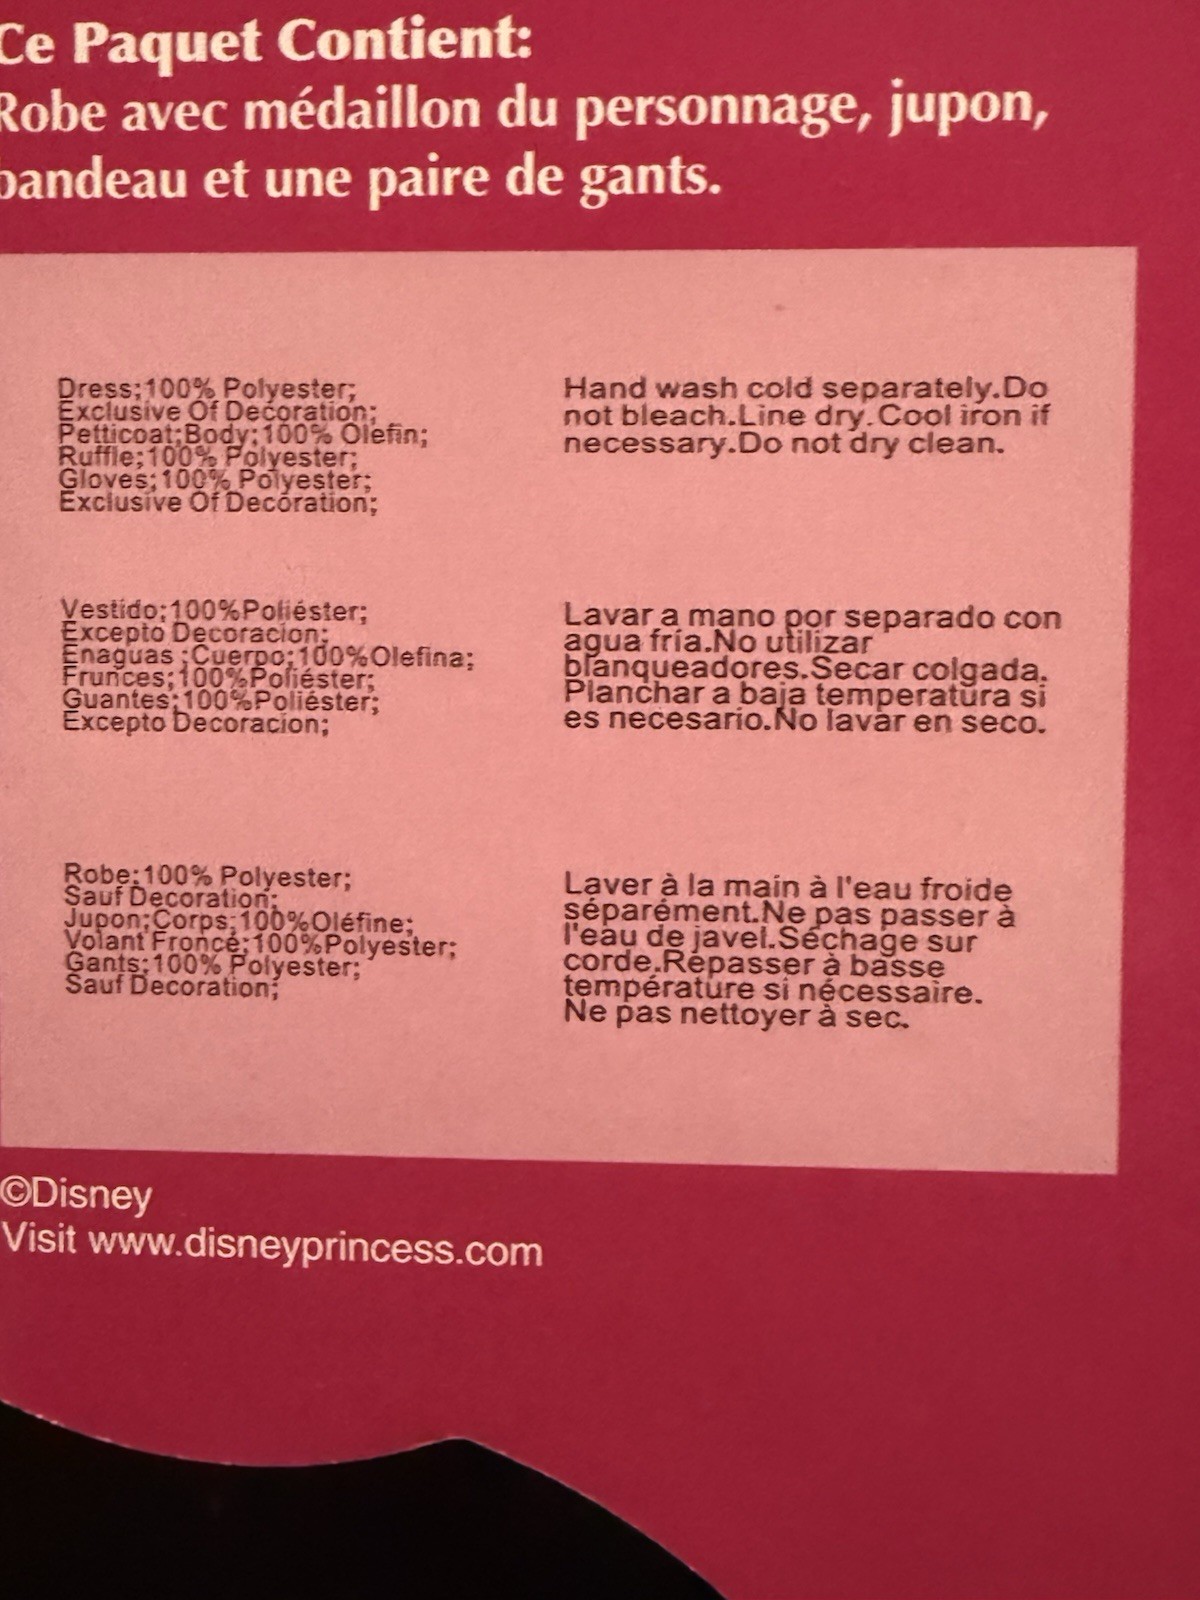 Ce Paquet Contient:
Robe avec médaillon du personnage, jupon,
bandeau et une paire de gants.
Dress;100% Polyester;
Exclusive Of Decoration;
Petticoat;Body;100% Olefin;
Ruffle;100% Polyester;
Gloves;100% Polyester;
Exclusive Of Decoration;
Hand wash cold separately.Do
not bleach.Line dry.Cool iron if
necessary.Do not dry clean.
Vestido;100%Poliéster;
Excepto Decoracion;
Enaguas ;Cuerpo;100%Olefina;
Frunces;100%Poliéster;
Guantes;100%Poliéster;
Excepto Decoracion;
Lavar a mano por separado con
agua fría.No utilizar
blanqueadores.Secar colgada.
Planchar a baja temperatura si
es necesario.No lavar en seco.
Robe;100% Polyester;
Sauf Decoration;
Jupon;Corps;100%Oléfine;
Volant Froncé;100%Polyester;
Gants;100% Polyester;
Sauf Decoration;
Laver à la main à l'eau froide
séparément.Ne pas passer à
l'eau de javel.Séchage sur
corde.Repasser à basse
température si nécessaire.
Ne pas nettoyer à sec.
©Disney
Visit www.disneyprincess.com